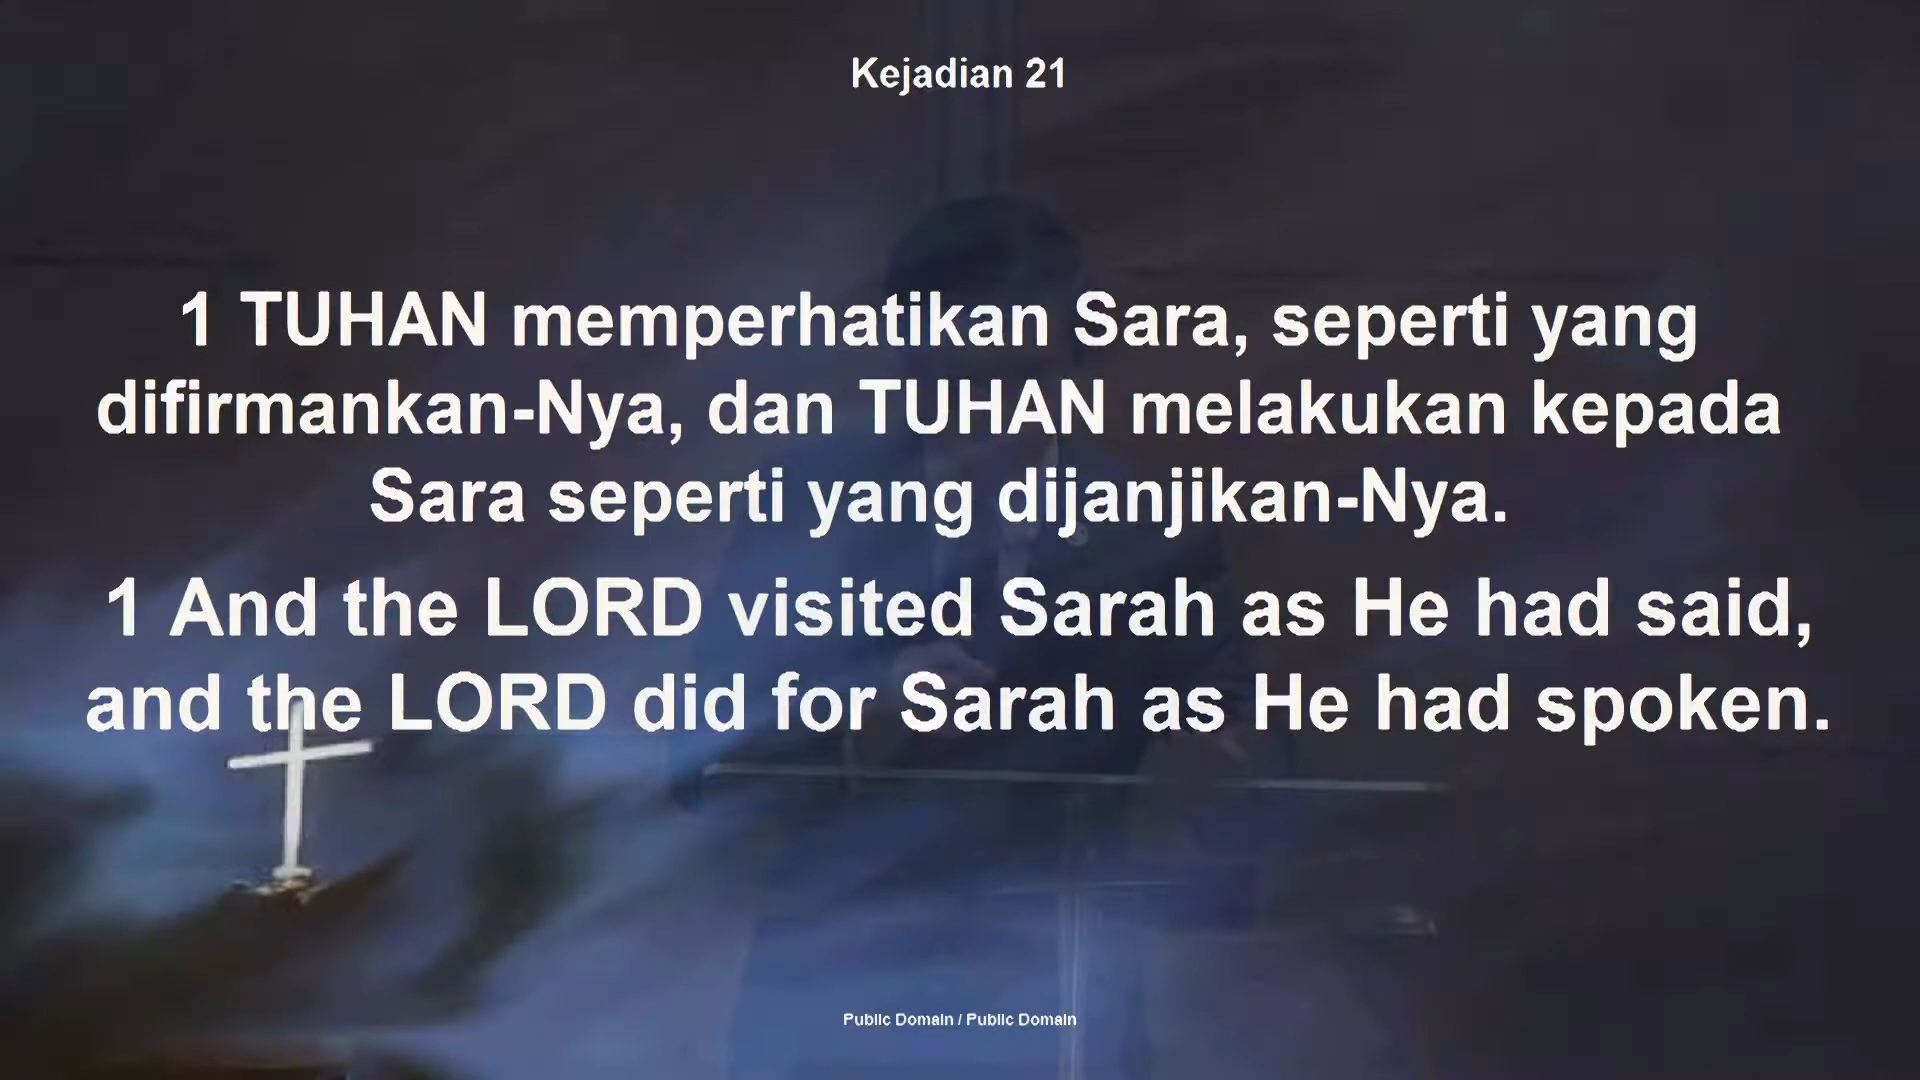 Kejadian 21
1 TUHAN memperhatikan Sara, seperti yang
difirmankan-Nya, dan TUHAN melakukan kepada
Sara seperti yang dijanjikan-Nya.
1 And the LORD visited Sarah as He had said,
and the LORD did for Sarah as He had spoken.
Public Domain / Public Domain